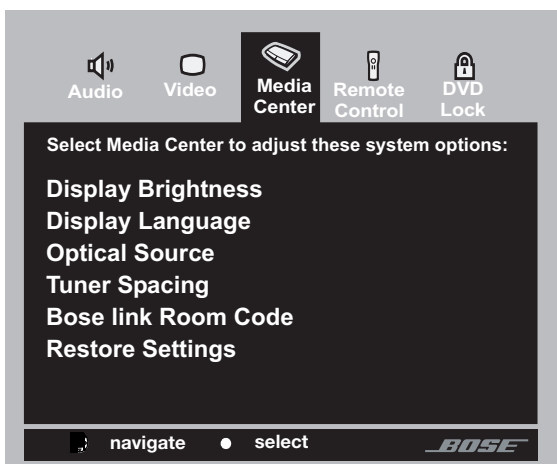 Audio Video Media Center Remote Control DVD Lock
Select Media Center to adjust these system options:
Display Brightness
Display Language
Optical Source
Tuner Spacing
Bose link Room Code
Restore Settings
navigate select BOSE